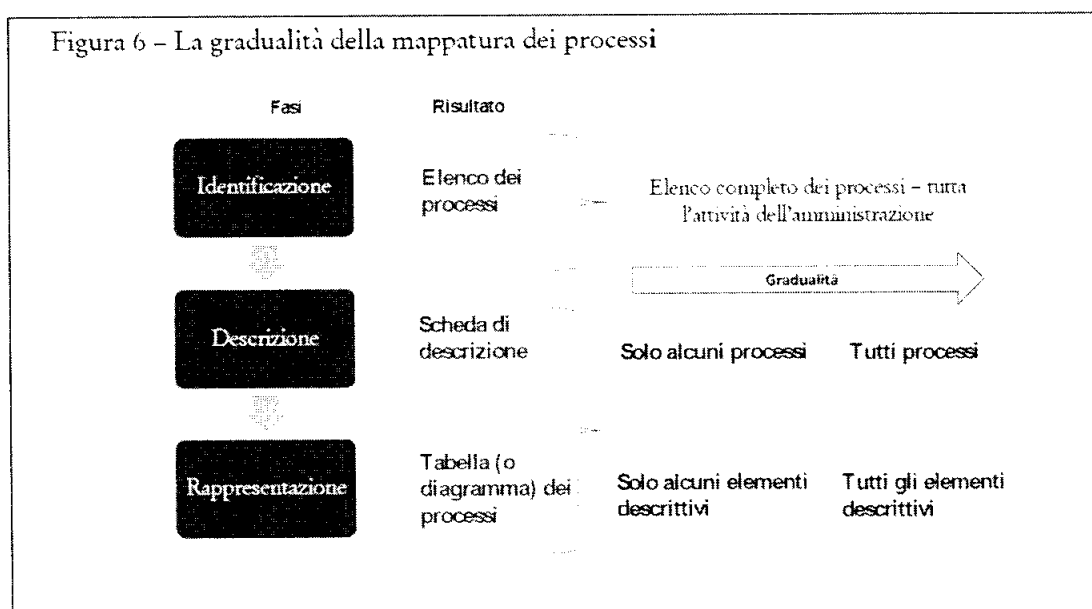 Figura 6 – La gradualità della mappatura dei processi
Fasi
Risultato
Identificazione
Elenco dei
processi
Elenco completo dei processi – tutta
l'attività dell'amministrazione
Gradualità
Descrizione
Scheda di
descrizione
Solo alcuni processi
Tutti processi
Rappresentazione
Tabella (o
diagramma) dei
processi
Solo alcuni elementi
descrittivi
Tutti gli elementi
descrittivi